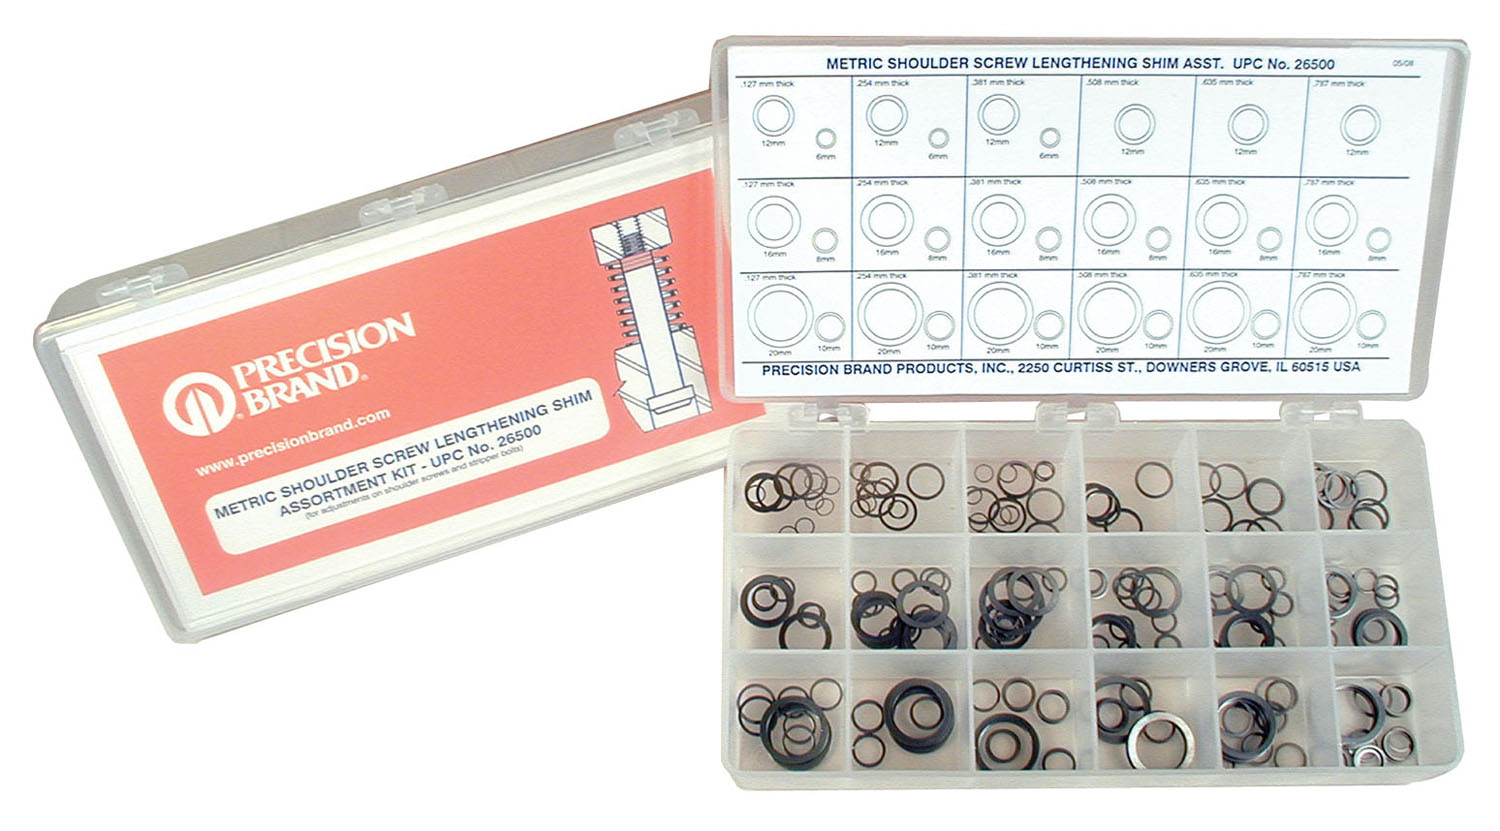 PRECISION
BRAND®
www.precisionbrand.com
METRIC SHOULDER SCREW LENGTHENING SHIM
ASSORTMENT KIT - UPC No. 26500
(for adjustments on shoulder screws and stripper bolts)
METRIC SHOULDER SCREW LENGTHENING SHIM ASST. UPC No. 26500
05/08
.127 mm thick .254 mm thick .381 mm thick .508 mm thick .635 mm thick .787 mm thick
12mm 12mm 12mm 12mm 12mm 12mm
6mm 6mm 6mm
.127 mm thick .254 mm thick .381 mm thick .508 mm thick .635 mm thick .787 mm thick
16mm 8mm 16mm 8mm 16mm 8mm 16mm 8mm 16mm 8mm 16mm 8mm
.127 mm thick .254 mm thick .381 mm thick .508 mm thick .635 mm thick .787 mm thick
20mm 10mm 20mm 10mm 20mm 10mm 20mm 10mm 20mm 10mm 20mm 10mm
PRECISION BRAND PRODUCTS, INC., 2250 CURTISS ST., DOWNERS GROVE, IL 60515 USA